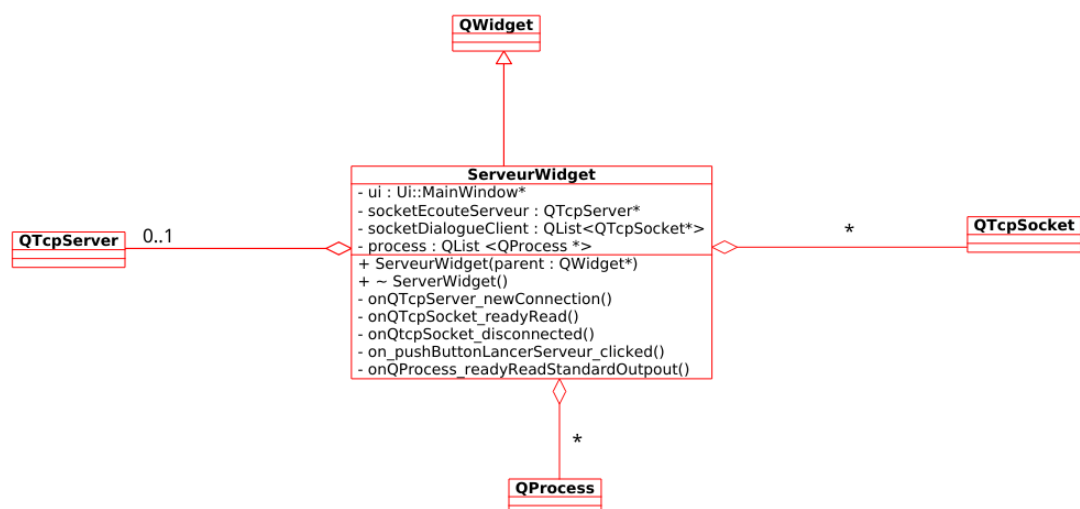 QWidget
ServeurWidget
- ui : Ui::MainWindow*
- socketEcouteServeur : QTcpServer*
- socketDialogueClient : QList<QTcpSocket*>
- process : QList <QProcess *>
+ ServeurWidget(parent : QWidget*)
+ ~ ServerWidget()
- onQTcpServer_newConnection()
- onQTcpSocket_readyRead()
- onQtcpSocket_disconnected()
- on_pushButtonLancerServeur_clicked()
- onQProcess_readyReadStandardOutpout()
QTcpServer
0..1
*
QTcpSocket
*
QProcess